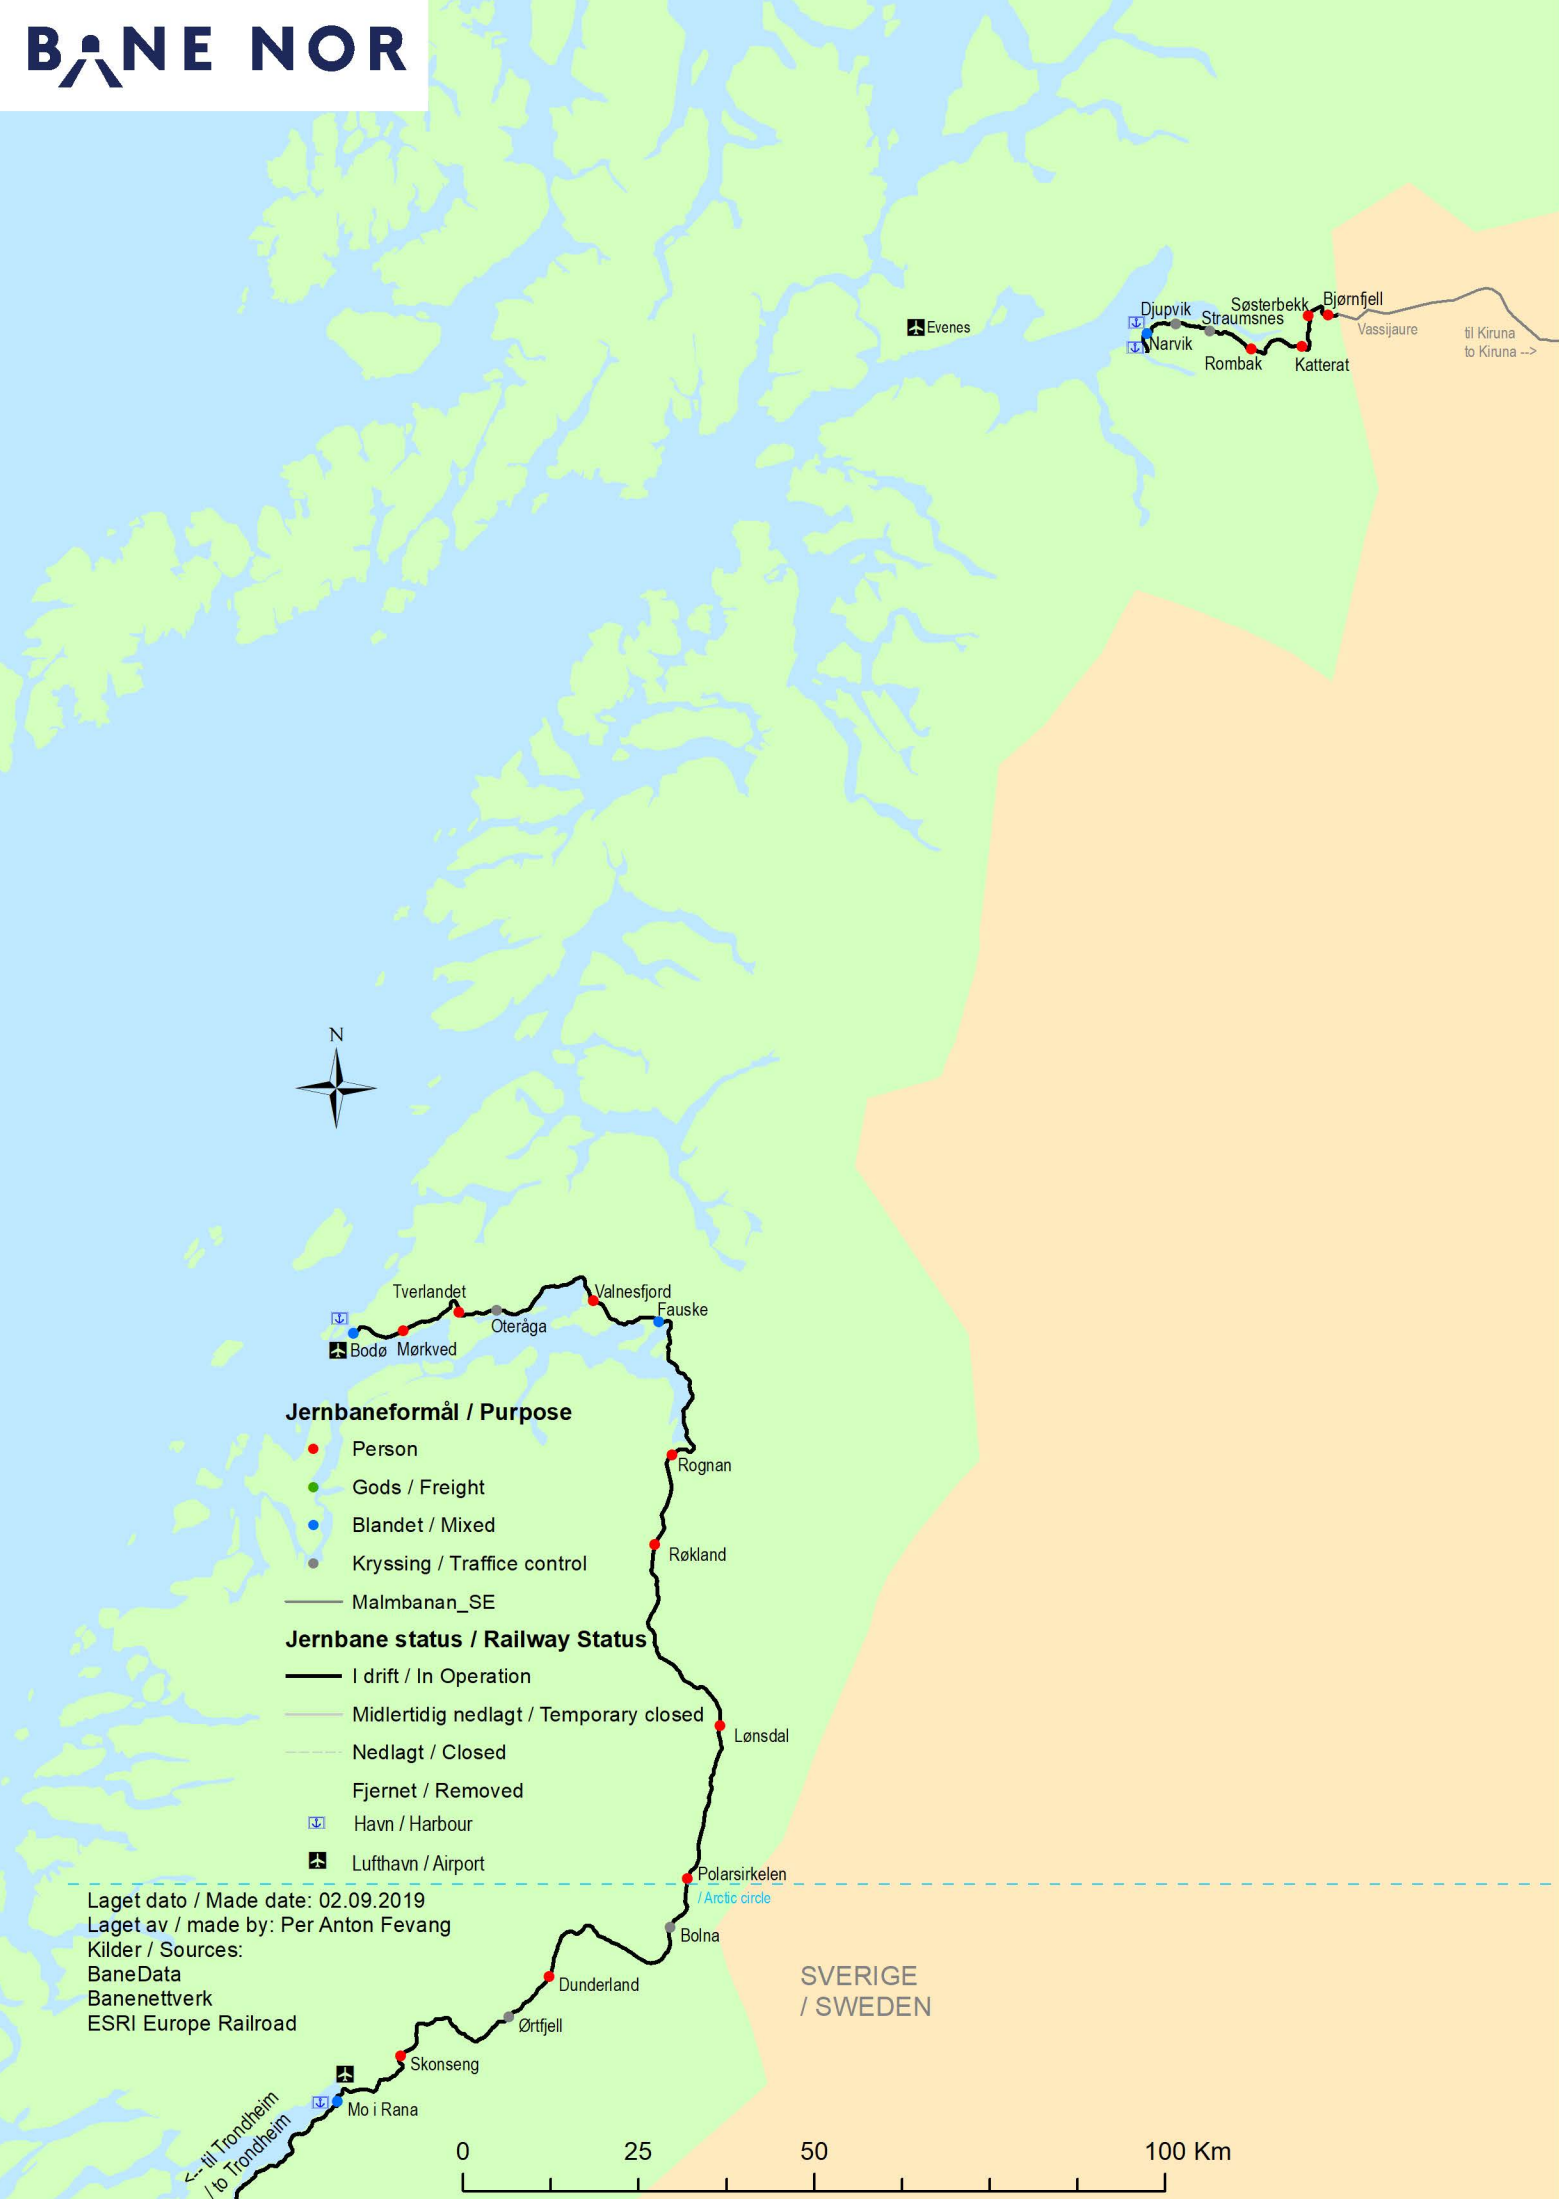 BANE NOR
Evenes
Djupvik
Straumsnes
Søsterbekk
Bjørnfjell
Vassijaure
til Kiruna
to Kiruna -->
Narvik
Rombak
Katterat
N
Tverlandet
Valnesfjord
Fauske
Oteråga
Bodø
Mørkved
Jernbaneformål / Purpose
Person
Gods / Freight
Blandet / Mixed
Kryssing / Traffice control
Malmbanan_SE
Jernbane status / Railway Status
I drift / In Operation
Midlertidig nedlagt / Temporary closed
Nedlagt / Closed
Fjernet / Removed
Havn / Harbour
Lufthavn / Airport
Rognan
Røkland
Lønsdal
Polarsirkelen
/ Arctic circle
Bolna
Dunderland
Ørtfjell
Skonseng
Mo i Rana
Laget dato / Made date: 02.09.2019
Laget av / made by: Per Anton Fevang
Kilder / Sources:
BaneData
Banenettverk
ESRI Europe Railroad
SVERIGE
/ SWEDEN
<-- til Trondheim
/ to Trondheim
0 25 50 100 Km